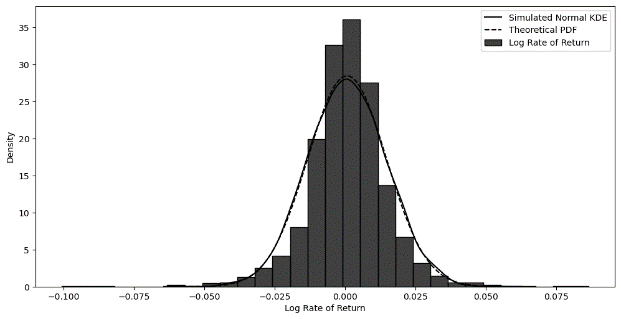 Simulated Normal KDE
Theoretical PDF
Log Rate of Return
35
30
25
20
15
10
5
0
Density
−0.100 −0.075 −0.050 −0.025 0.000 0.025 0.050 0.075
Log Rate of Return